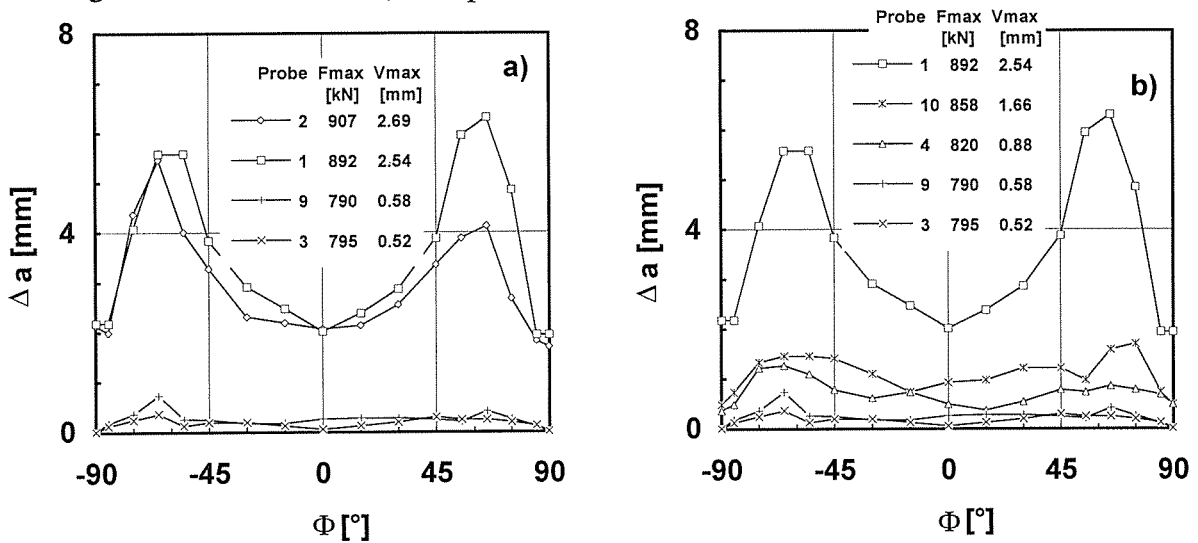 8
4
0
Δ a [mm]
a)
Probe Fmax Vmax
[kN] [mm]
2 907 2.69
1 892 2.54
9 790 0.58
3 795 0.52
-90 -45 0 45 90
Φ [°]
8
4
0
Δ a [mm]
b)
Probe Fmax Vmax
[kN] [mm]
1 892 2.54
10 858 1.66
4 820 0.88
9 790 0.58
3 795 0.52
-90 -45 0 45 90
Φ [°]